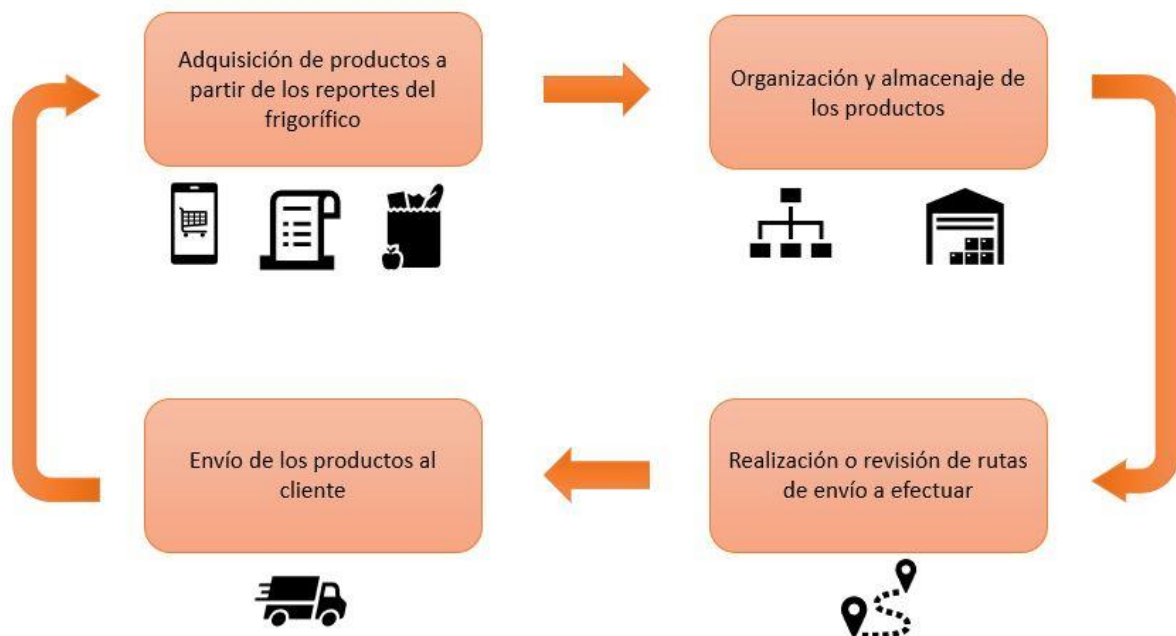 Adquisición de productos a
partir de los reportes del
frigorífico
Organización y almacenaje de
los productos
Envío de los productos al
cliente
Realización o revisión de rutas
de envío a efectuar